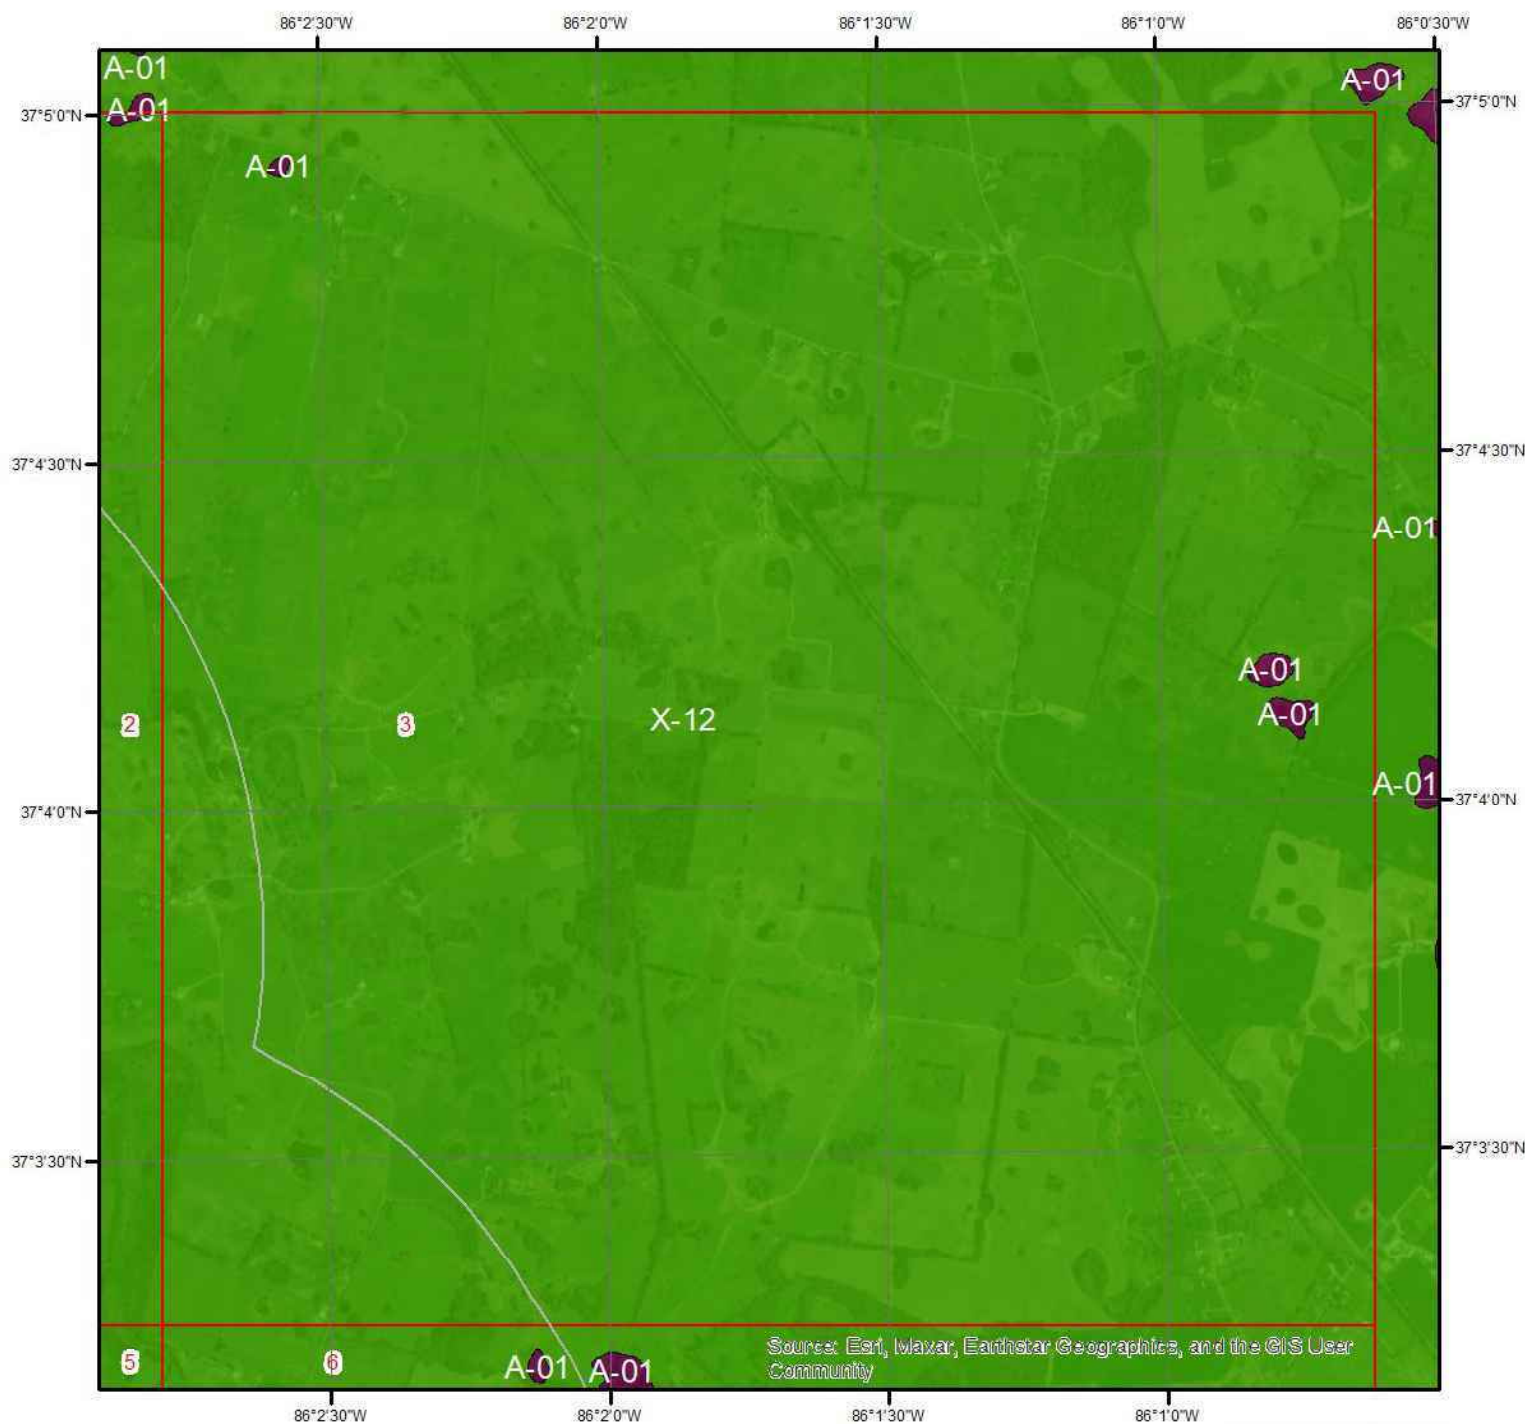 86°2'30"W 86°2'0"W 86°1'30"W 86°1'0"W 86°0'30"W
A-01
A-01
37°5'0"N
A-01
37°5'0"N
A-01
37°4'30"N
37°4'30"N
A-01
A-01
A-01
2 3 X-12
A-01
37°4'0"N
37°4'0"N
37°3'30"N
37°3'30"N
Source: Esri, Maxar, Earthstar Geographics, and the GIS User
Community
5 6 A-01 A-01
86°2'30"W 86°2'0"W 86°1'30"W 86°1'0"W